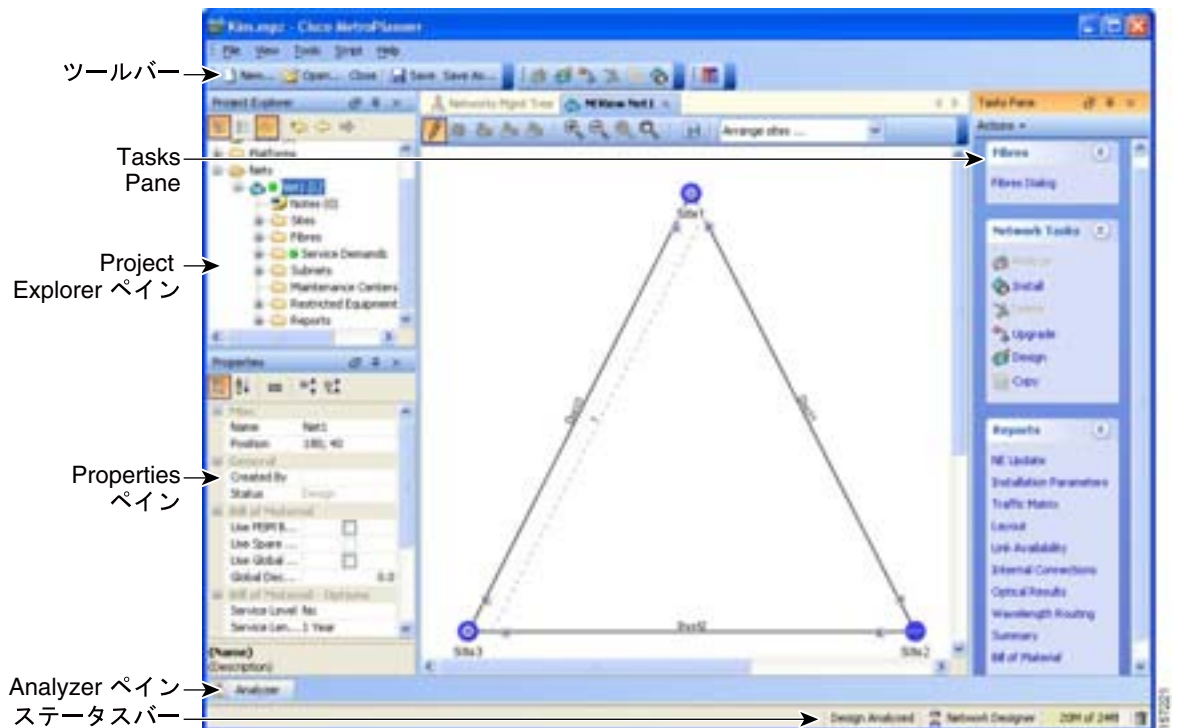 Kim.mpz - Cisco MetroPlanner
File View Tools Script Help
ツールバー
New... Open... Close Save Save As...
Project Explorer
Networks Mgmt Tree
Net1
Tasks Pane
Arrange sites ...
Actions
Tasks
Pane
Platforms
Nets
Net1
Notes (0)
Sites
Fibres
Service Demands
Subnets
Maintenance Centers
Restricted Equipment
Reports
Project
Explorer ペイン
Fibres
Fibres Dialog
Network Tasks
Install
Upgrade
Design
Copy
Site1
Site3
Site2
Properties
Misc
Name Net1
Position 180, 40
General
Created By
Status Design
Bill of Material
Use Spare ...
Use Global ...
Global Disc... 0.0
Bill of Material - Options
Service Level No
Service Len... 1 Year
(Name)
(Description)
Properties
ペイン
Reports
NE Update
Installation Parameters
Traffic Matrix
Layout
Link Availability
Internal Connections
Optical Results
Wavelength Routing
Summary
Bill of Material
Analyzer ペイン
Analyzer
ステータスバー
Design Analyzed Network Designer 20M of 24M
157221